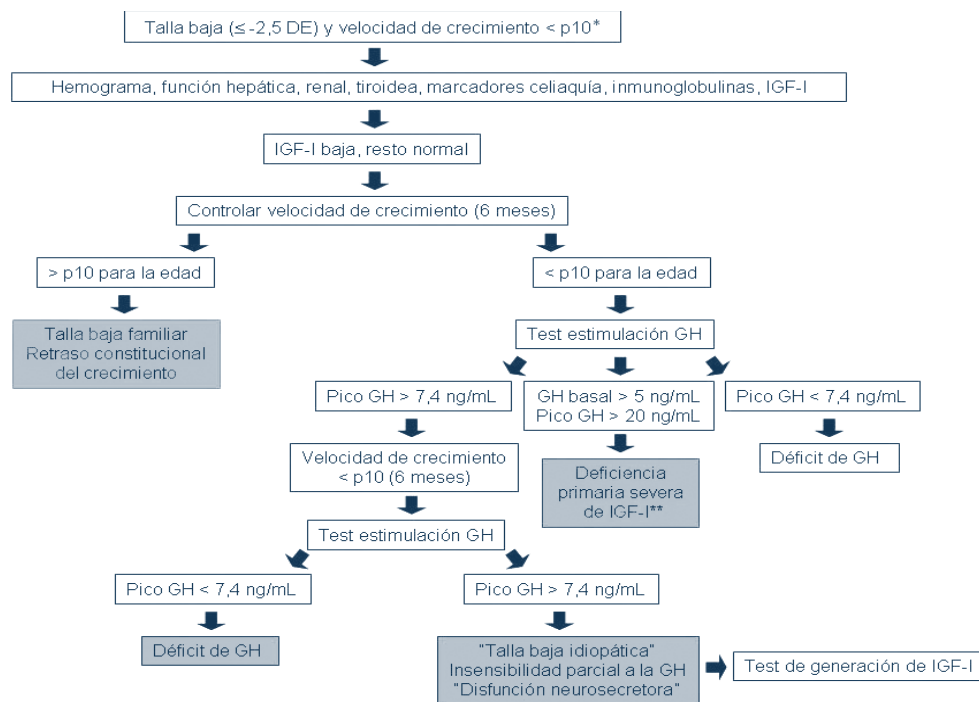 Talla baja (≤ -2,5 DE) y velocidad de crecimiento < p10*
Hemograma, función hepática, renal, tiroidea, marcadores celiaquía, inmunoglobulinas, IGF-I
IGF-I baja, resto normal
Controlar velocidad de crecimiento (6 meses)
> p10 para la edad
< p10 para la edad
Talla baja familiar
Retraso constitucional
del crecimiento
Test estimulación GH
Pico GH > 7,4 ng/mL
GH basal > 5 ng/mL
Pico GH > 20 ng/mL
Pico GH < 7,4 ng/mL
Velocidad de crecimiento
< p10 (6 meses)
Deficiencia
primaria severa
de IGF-I**
Déficit de GH
Test estimulación GH
Pico GH < 7,4 ng/mL
Pico GH > 7,4 ng/mL
Déficit de GH
"Talla baja idiopática"
Insensibilidad parcial a la GH
"Disfunción neurosecretora"
Test de generación de IGF-I